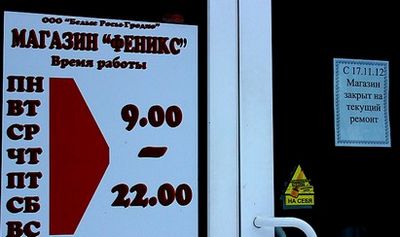 ООО "Белые Росы-Гродно"
МАГАЗИН "ФЕНИКС"
Время работы
ПН
ВТ
СР
ЧТ
ПТ
СБ
ВС
9.00
–
22.00
С 17.11.12
Магазин
закрыт на
текущий
ремонт
НА СЕБЯ